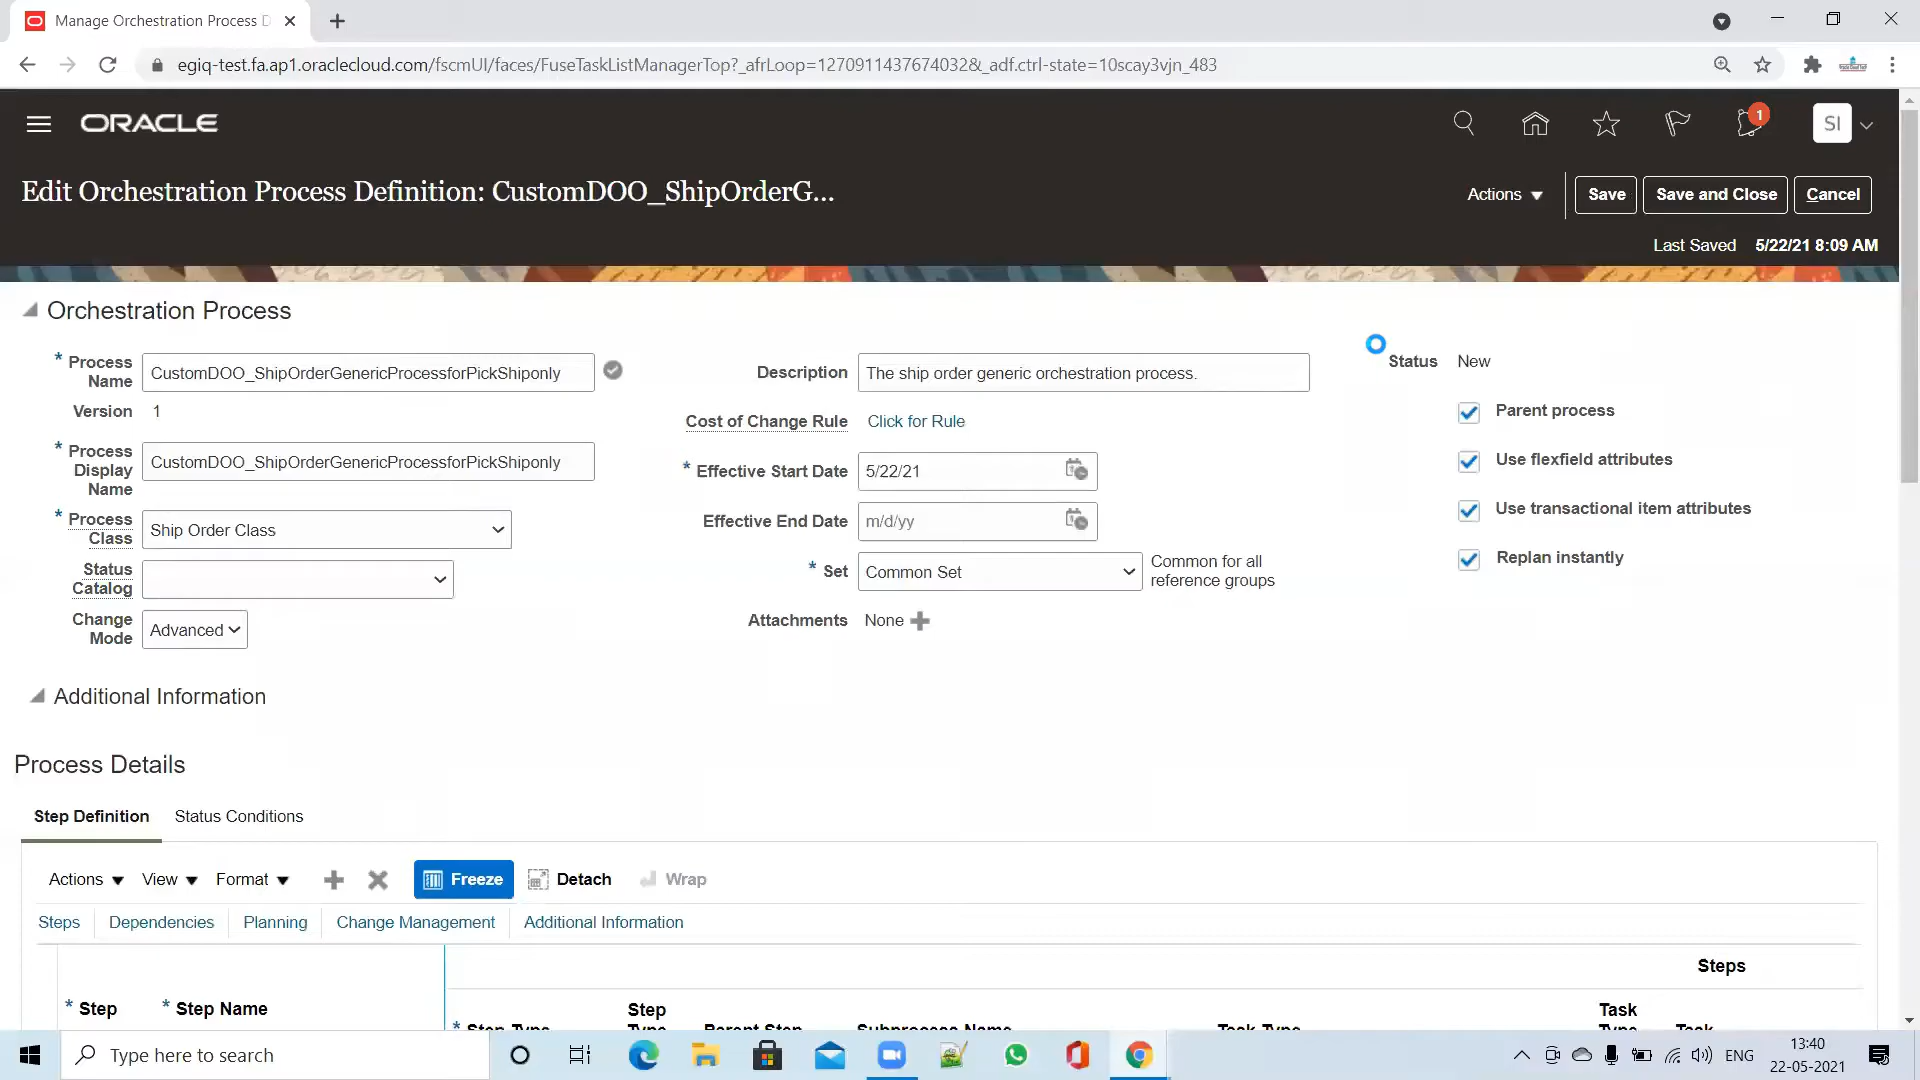 Manage Orchestration Process D
egiq-test.fa.ap1.oraclecloud.com/fscmUI/faces/FuseTaskListManagerTop?_afrLoop=1270911437674032&_adf.ctrl-state=10scay3vjn_483
ORACLE
1
SI
Edit Orchestration Process Definition: CustomDOO_ShipOrderG...
Actions
Save
Save and Close
Cancel
Last Saved 5/22/21 8:09 AM
Orchestration Process
* Process Name
CustomDOO_ShipOrderGenericProcessforPickShiponly
Version 1
* Process Display Name
CustomDOO_ShipOrderGenericProcessforPickShiponly
* Process Class
Ship Order Class
Status Catalog
Change Mode
Advanced
Description
The ship order generic orchestration process.
Cost of Change Rule Click for Rule
* Effective Start Date 5/22/21
Effective End Date m/d/yy
* Set Common Set
Common for all
reference groups
Attachments None
Status New
Parent process
Use flexfield attributes
Use transactional item attributes
Replan instantly
Additional Information
Process Details
Step Definition Status Conditions
Actions View Format Freeze Detach Wrap
Steps Dependencies Planning Change Management Additional Information
Steps
* Step * Step Name
* Step Type
Step Type
Parent Step
Subprocess Name
Task Type
Task Type
Task
Type here to search
ENG
13:40
22-05-2021